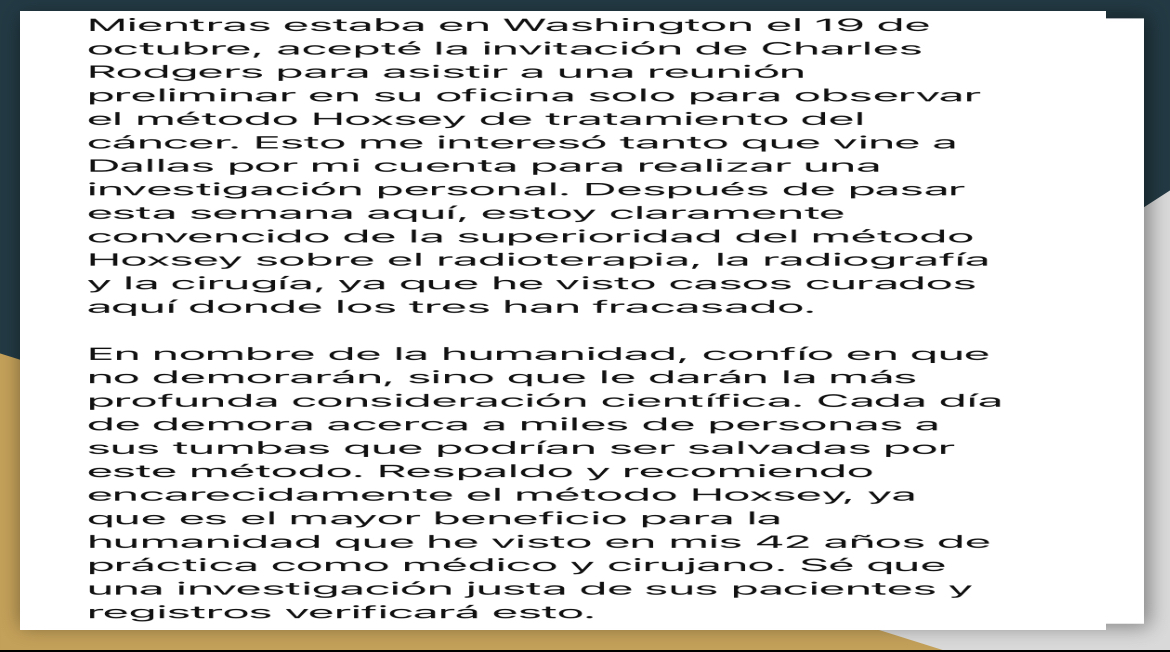 Mientras estaba en Washington el 19 de
octubre, acepté la invitación de Charles
Rodgers para asistir a una reunión
preliminar en su oficina solo para observar
el método Hoxsey de tratamiento del
cáncer. Esto me interesó tanto que vine a
Dallas por mi cuenta para realizar una
investigación personal. Después de pasar
esta semana aquí, estoy claramente
convencido de la superioridad del método
Hoxsey sobre el radioterapia, la radiografía
y la cirugía, ya que he visto casos curados
aquí donde los tres han fracasado.
En nombre de la humanidad, confío en que
no demorarán, sino que le darán la más
profunda consideración científica. Cada día
de demora acerca a miles de personas a
sus tumbas que podrían ser salvadas por
este método. Respaldo y recomiendo
encarecidamente el método Hoxsey, ya
que es el mayor beneficio para la
humanidad que he visto en mis 42 años de
práctica como médico y cirujano. Sé que
una investigación justa de sus pacientes y
registros verificará esto.